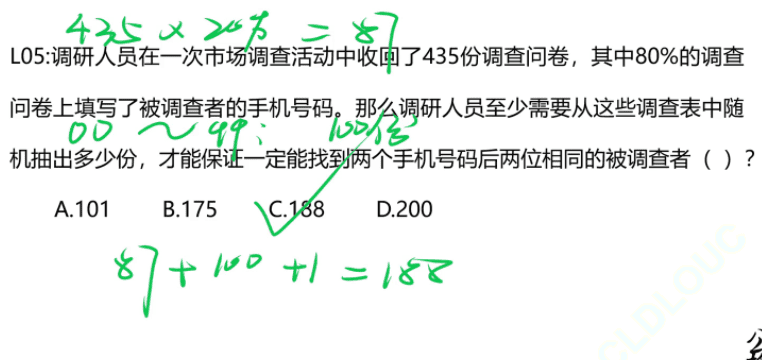 435 × 20% = 87
L05:调研人员在一次市场调查活动中收回了435份调查问卷，其中80%的调查
问卷上填写了被调查者的手机号码。那么调研人员至少需要从这些调查表中随
00 ～ 99： 100份
机抽出多少份，才能保证一定能找到两个手机号码后两位相同的被调查者（ ）？
A.101 B.175 C.188 D.200
87 + 100 + 1 = 188
CLDLOUC